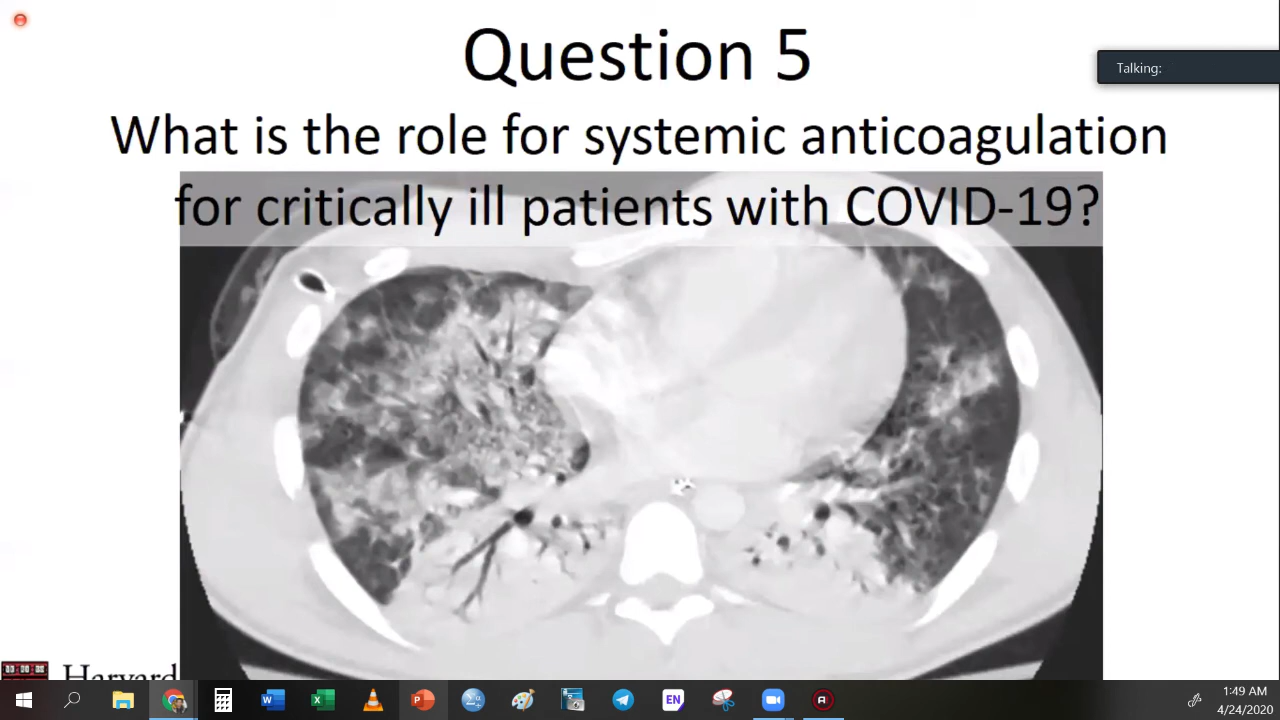 Question 5
Talking:
What is the role for systemic anticoagulation
for critically ill patients with COVID-19?
Harvard
EN
1:49 AM
4/24/2020